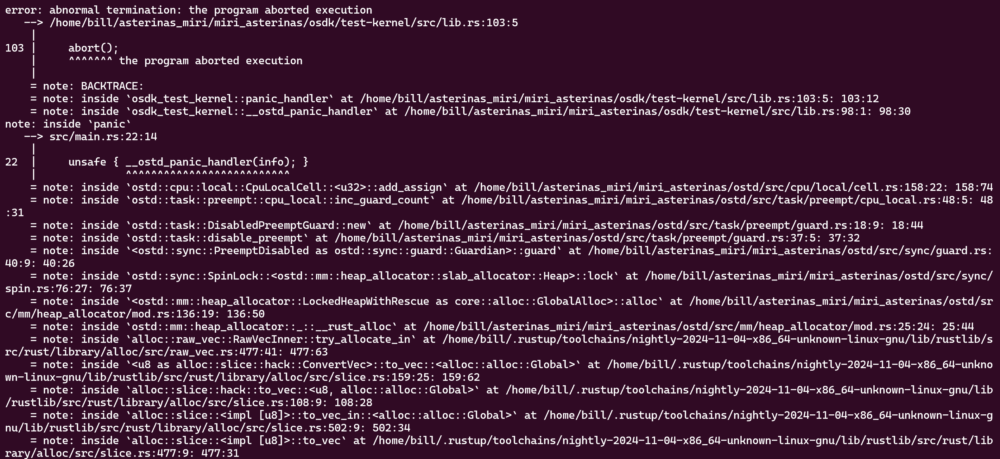 error: abnormal termination: the program aborted execution
   --> /home/bill/asterinas_miri/miri_asterinas/osdk/test-kernel/src/lib.rs:103:5
    |
103 |     abort();
    |     ^^^^^^^ the program aborted execution
    |
    = note: BACKTRACE:
    = note: inside `osdk_test_kernel::panic_handler` at /home/bill/asterinas_miri/miri_asterinas/osdk/test-kernel/src/lib.rs:103:5: 103:12
    = note: inside `osdk_test_kernel::__ostd_panic_handler` at /home/bill/asterinas_miri/miri_asterinas/osdk/test-kernel/src/lib.rs:98:1: 98:30
note: inside `panic`
   --> src/main.rs:22:14
    |
22  |     unsafe { __ostd_panic_handler(info); }
    |              ^^^^^^^^^^^^^^^^^^^^^^^^^^
    = note: inside `ostd::cpu::local::CpuLocalCell::<u32>::add_assign` at /home/bill/asterinas_miri/miri_asterinas/ostd/src/cpu/local/cell.rs:158:22: 158:74
    = note: inside `ostd::task::preempt::cpu_local::inc_guard_count` at /home/bill/asterinas_miri/miri_asterinas/ostd/src/task/preempt/cpu_local.rs:48:5: 48
:31
    = note: inside `ostd::task::DisabledPreemptGuard::new` at /home/bill/asterinas_miri/miri_asterinas/ostd/src/task/preempt/guard.rs:18:9: 18:44
    = note: inside `ostd::task::disable_preempt` at /home/bill/asterinas_miri/miri_asterinas/ostd/src/task/preempt/guard.rs:37:5: 37:32
    = note: inside `<ostd::sync::PreemptDisabled as ostd::sync::guard::Guardian>::guard` at /home/bill/asterinas_miri/miri_asterinas/ostd/src/sync/guard.rs:
40:9: 40:26
    = note: inside `ostd::sync::SpinLock::<ostd::mm::heap_allocator::slab_allocator::Heap>::lock` at /home/bill/asterinas_miri/miri_asterinas/ostd/src/sync/
spin.rs:76:27: 76:37
    = note: inside `<ostd::mm::heap_allocator::LockedHeapWithRescue as core::alloc::GlobalAlloc>::alloc` at /home/bill/asterinas_miri/miri_asterinas/ostd/sr
c/mm/heap_allocator/mod.rs:136:19: 136:50
    = note: inside `ostd::mm::heap_allocator::_::__rust_alloc` at /home/bill/asterinas_miri/miri_asterinas/ostd/src/mm/heap_allocator/mod.rs:25:24: 25:44
    = note: inside `alloc::raw_vec::RawVecInner::try_allocate_in` at /home/bill/.rustup/toolchains/nightly-2024-11-04-x86_64-unknown-linux-gnu/lib/rustlib/s
rc/rust/library/alloc/src/raw_vec.rs:477:41: 477:63
    = note: inside `<u8 as alloc::slice::hack::ConvertVec>::to_vec::<alloc::alloc::Global>` at /home/bill/.rustup/toolchains/nightly-2024-11-04-x86_64-unkno
wn-linux-gnu/lib/rustlib/src/rust/library/alloc/src/slice.rs:159:25: 159:62
    = note: inside `alloc::slice::hack::to_vec::<u8, alloc::alloc::Global>` at /home/bill/.rustup/toolchains/nightly-2024-11-04-x86_64-unknown-linux-gnu/lib
/rustlib/src/rust/library/alloc/src/slice.rs:108:9: 108:28
    = note: inside `alloc::slice::<impl [u8]>::to_vec_in::<alloc::alloc::Global>` at /home/bill/.rustup/toolchains/nightly-2024-11-04-x86_64-unknown-linux-g
nu/lib/rustlib/src/rust/library/alloc/src/slice.rs:502:9: 502:34
    = note: inside `alloc::slice::<impl [u8]>::to_vec` at /home/bill/.rustup/toolchains/nightly-2024-11-04-x86_64-unknown-linux-gnu/lib/rustlib/src/rust/lib
rary/alloc/src/slice.rs:477:9: 477:31